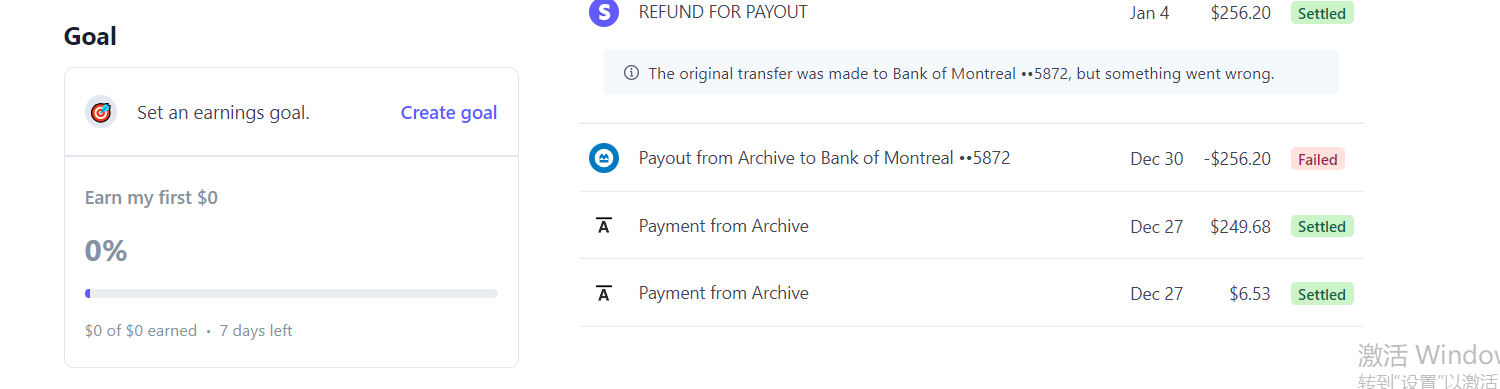 Goal
Set an earnings goal. Create goal
Earn my first $0
0%
$0 of $0 earned • 7 days left
S REFUND FOR PAYOUT Jan 4 $256.20 Settled
The original transfer was made to Bank of Montreal ••5872, but something went wrong.
Payout from Archive to Bank of Montreal ••5872 Dec 30 -$256.20 Failed
A Payment from Archive Dec 27 $249.68 Settled
A Payment from Archive Dec 27 $6.53 Settled
激活 Window
转到“设置”以激活